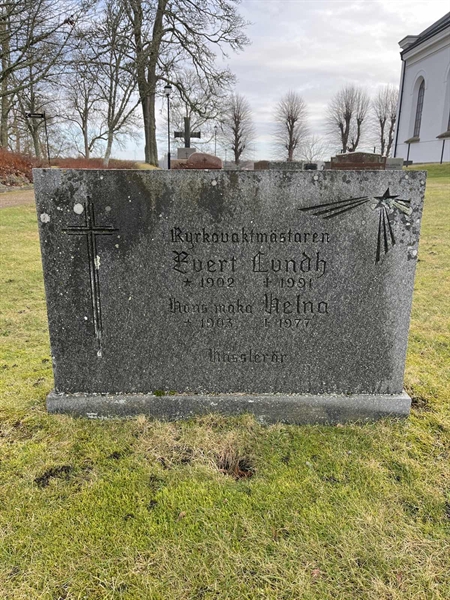 Kyrkovaktmästaren
Evert Lundh
* 1902 † 1991
Hans maka Helna
* 1903 † 1977
Hässlerör